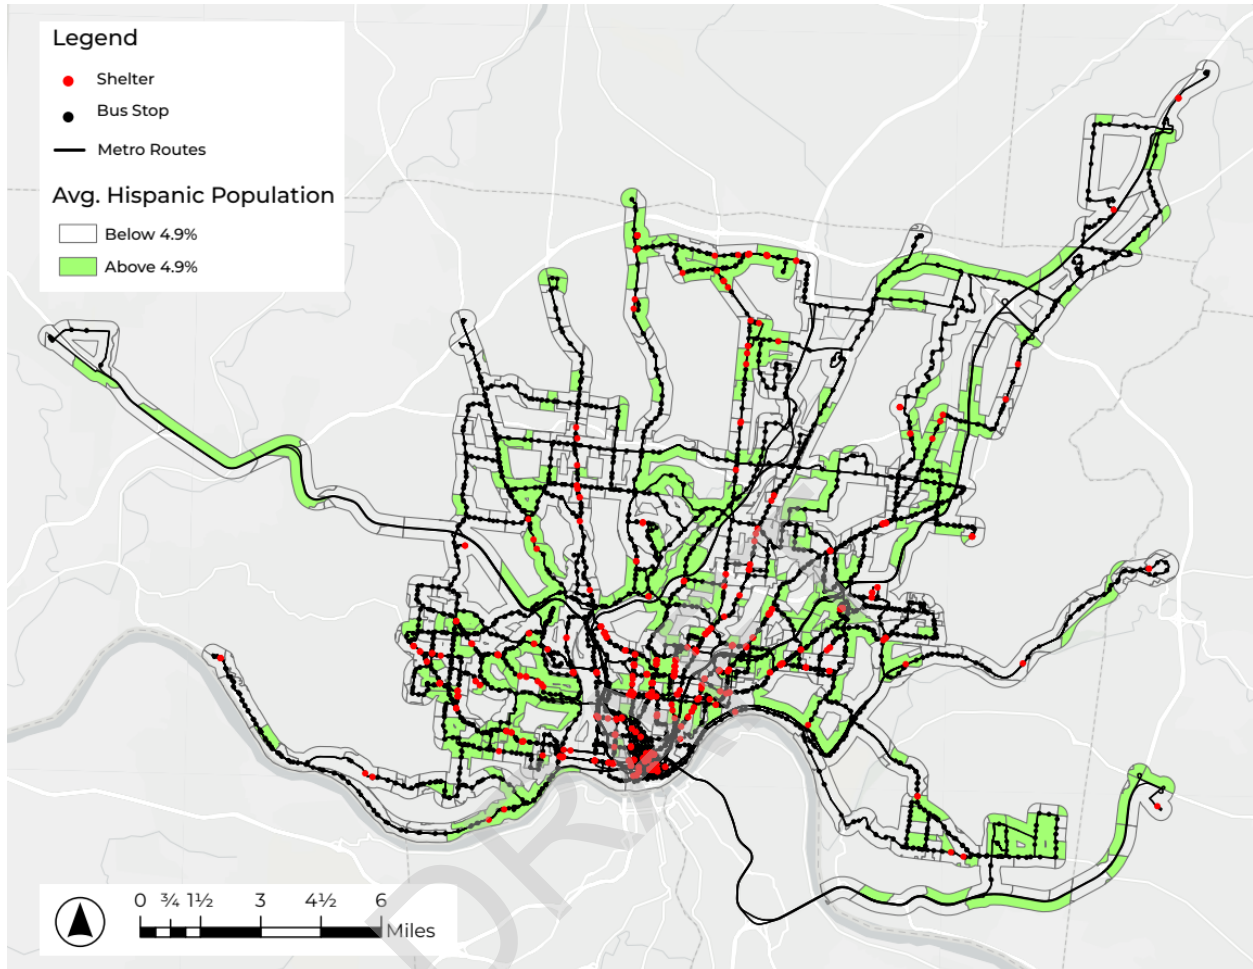 Legend
Shelter
Bus Stop
Metro Routes
Avg. Hispanic Population
Below 4.9%
Above 4.9%
0 ¾ 1½ 3 4½ 6
Miles